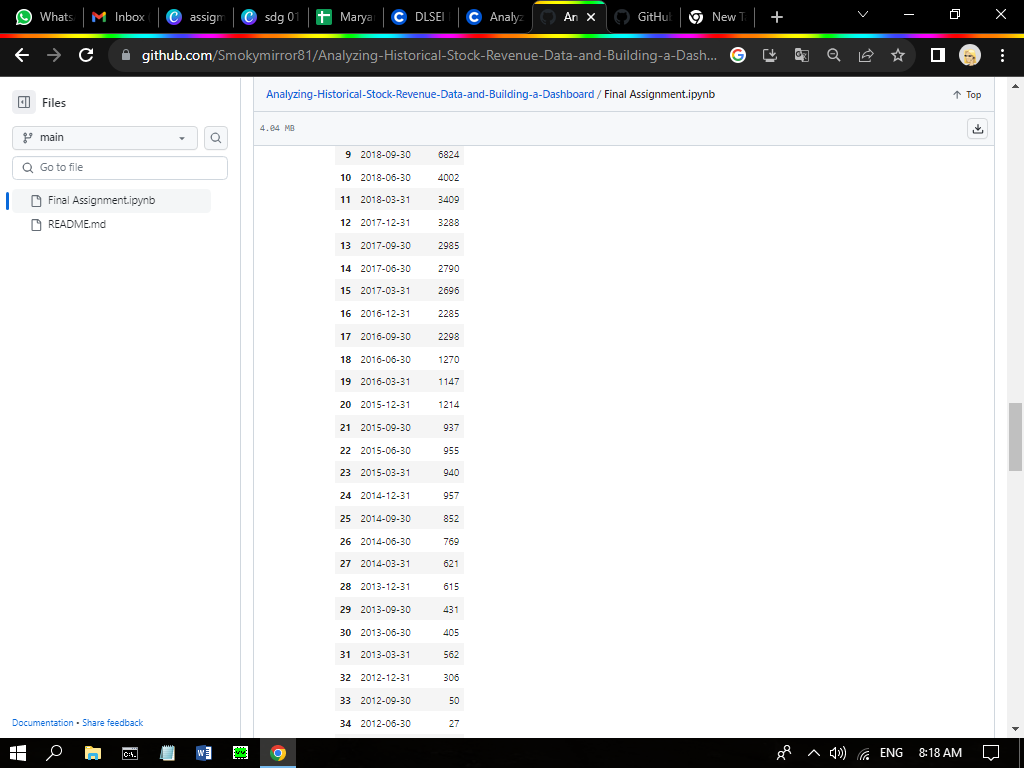 Whats
Inbox
assigm
sdg 01
Marya
DLSEI
Analyz
An
GitHu
New T
github.com/Smokymirror81/Analyzing-Historical-Stock-Revenue-Data-and-Building-a-Dash...
Files
main
Go to file
Final Assignment.ipynb
README.md
Documentation • Share feedback
Analyzing-Historical-Stock-Revenue-Data-and-Building-a-Dashboard / Final Assignment.ipynb
Top
4.04 MB
9 2018-09-30 6824
10 2018-06-30 4002
11 2018-03-31 3409
12 2017-12-31 3288
13 2017-09-30 2985
14 2017-06-30 2790
15 2017-03-31 2696
16 2016-12-31 2285
17 2016-09-30 2298
18 2016-06-30 1270
19 2016-03-31 1147
20 2015-12-31 1214
21 2015-09-30 937
22 2015-06-30 955
23 2015-03-31 940
24 2014-12-31 957
25 2014-09-30 852
26 2014-06-30 769
27 2014-03-31 621
28 2013-12-31 615
29 2013-09-30 431
30 2013-06-30 405
31 2013-03-31 562
32 2012-12-31 306
33 2012-09-30 50
34 2012-06-30 27
ENG
8:18 AM